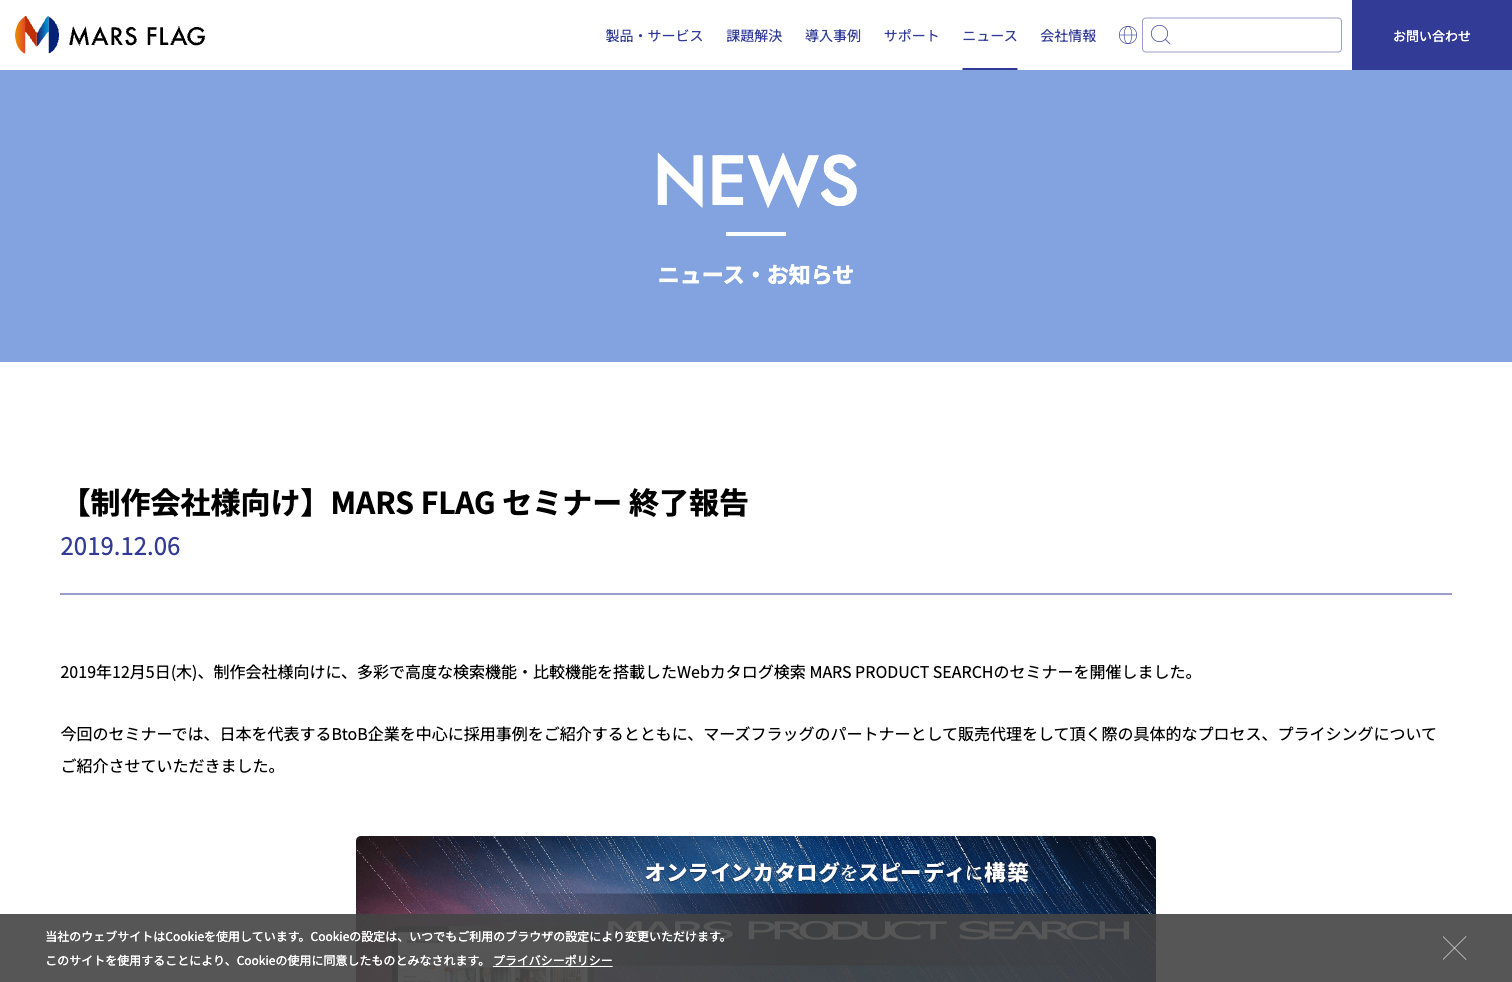 MARS FLAG
製品・サービス 課題解決 導入事例 サポート ニュース 会社情報 お問い合わせ
NEWS
ニュース・お知らせ
【制作会社様向け】MARS FLAG セミナー 終了報告
2019.12.06
2019年12月5日(木)、制作会社様向けに、多彩で高度な検索機能・比較機能を搭載したWebカタログ検索 MARS PRODUCT SEARCHのセミナーを開催しました。
今回のセミナーでは、日本を代表するBtoB企業を中心に採用事例をご紹介するとともに、マーズフラッグのパートナーとして販売代理をして頂く際の具体的なプロセス、プライシングについて
ご紹介させていただきました。
オンラインカタログをスピーディに構築
MARS PRODUCT SEARCH
当社のウェブサイトはCookieを使用しています。Cookieの設定は、いつでもご利用のブラウザの設定により変更いただけます。
このサイトを使用することにより、Cookieの使用に同意したものとみなされます。 プライバシーポリシー